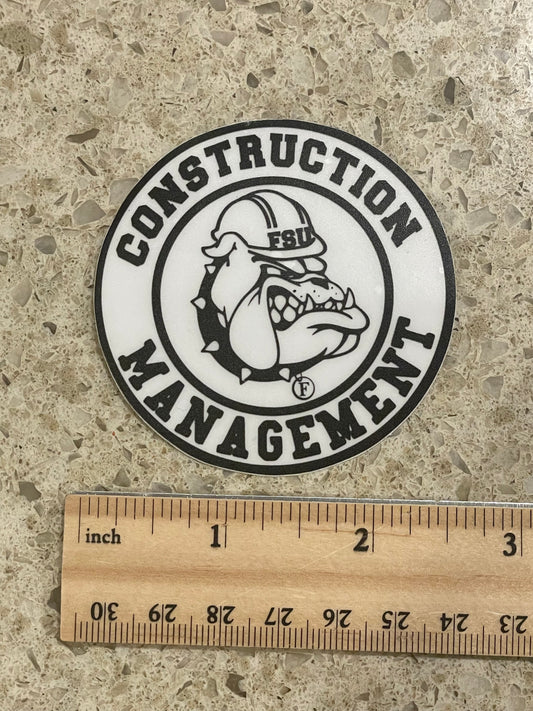 CONSTRUCTION
FSU
F
MANAGEMENT
inch 1 2 3
30 29 28 27 26 25 24 23